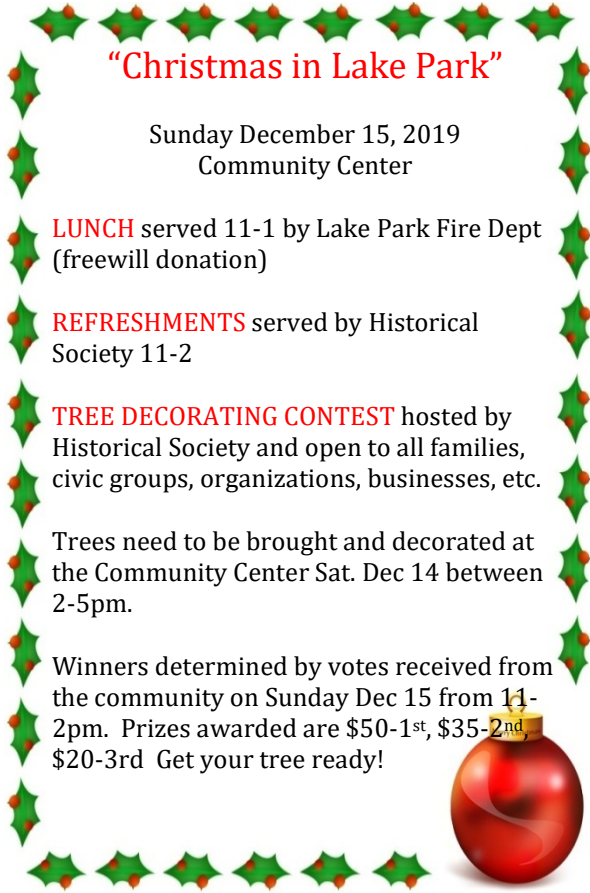 “Christmas in Lake Park”
Sunday December 15, 2019
Community Center
LUNCH served 11-1 by Lake Park Fire Dept
(freewill donation)
REFRESHMENTS served by Historical
Society 11-2
TREE DECORATING CONTEST hosted by
Historical Society and open to all families,
civic groups, organizations, businesses, etc.
Trees need to be brought and decorated at
the Community Center Sat. Dec 14 between
2-5pm.
Winners determined by votes received from
the community on Sunday Dec 15 from 11-
2pm.  Prizes awarded are $50-1st, $35-2nd,
$20-3rd  Get your tree ready!